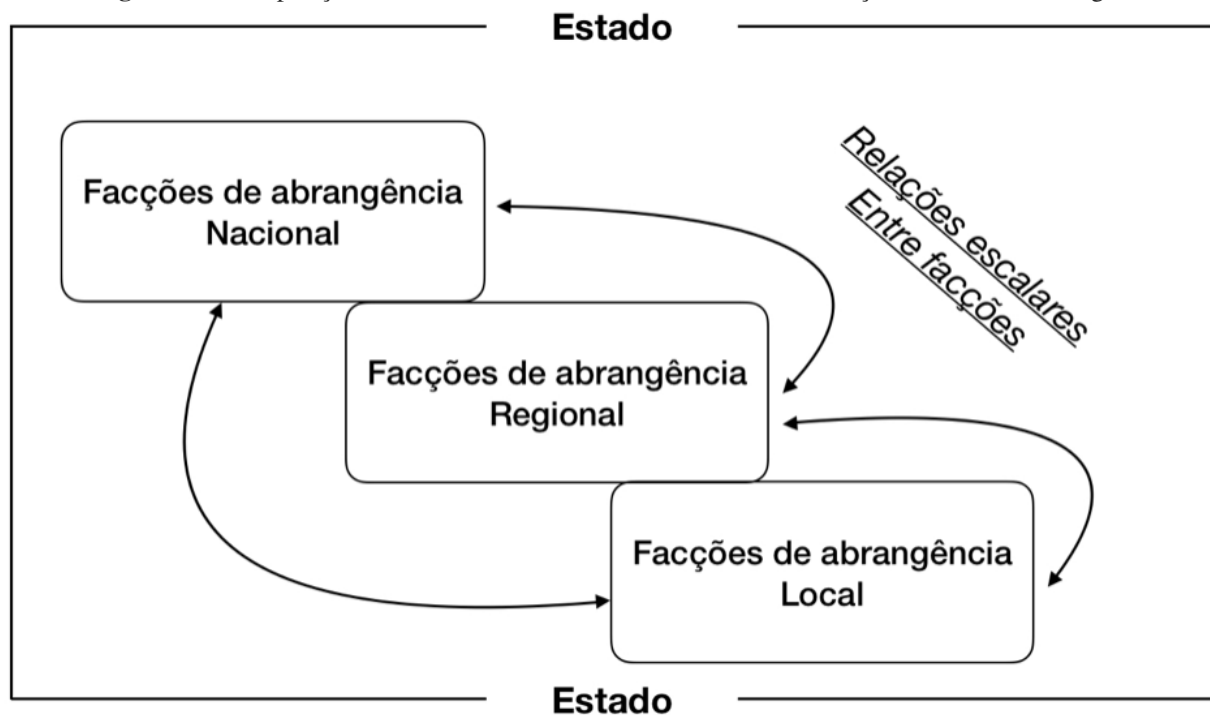 Estado
Facções de abrangência
Nacional
Relações escalares
Entre facções
Facções de abrangência
Regional
Facções de abrangência
Local
Estado